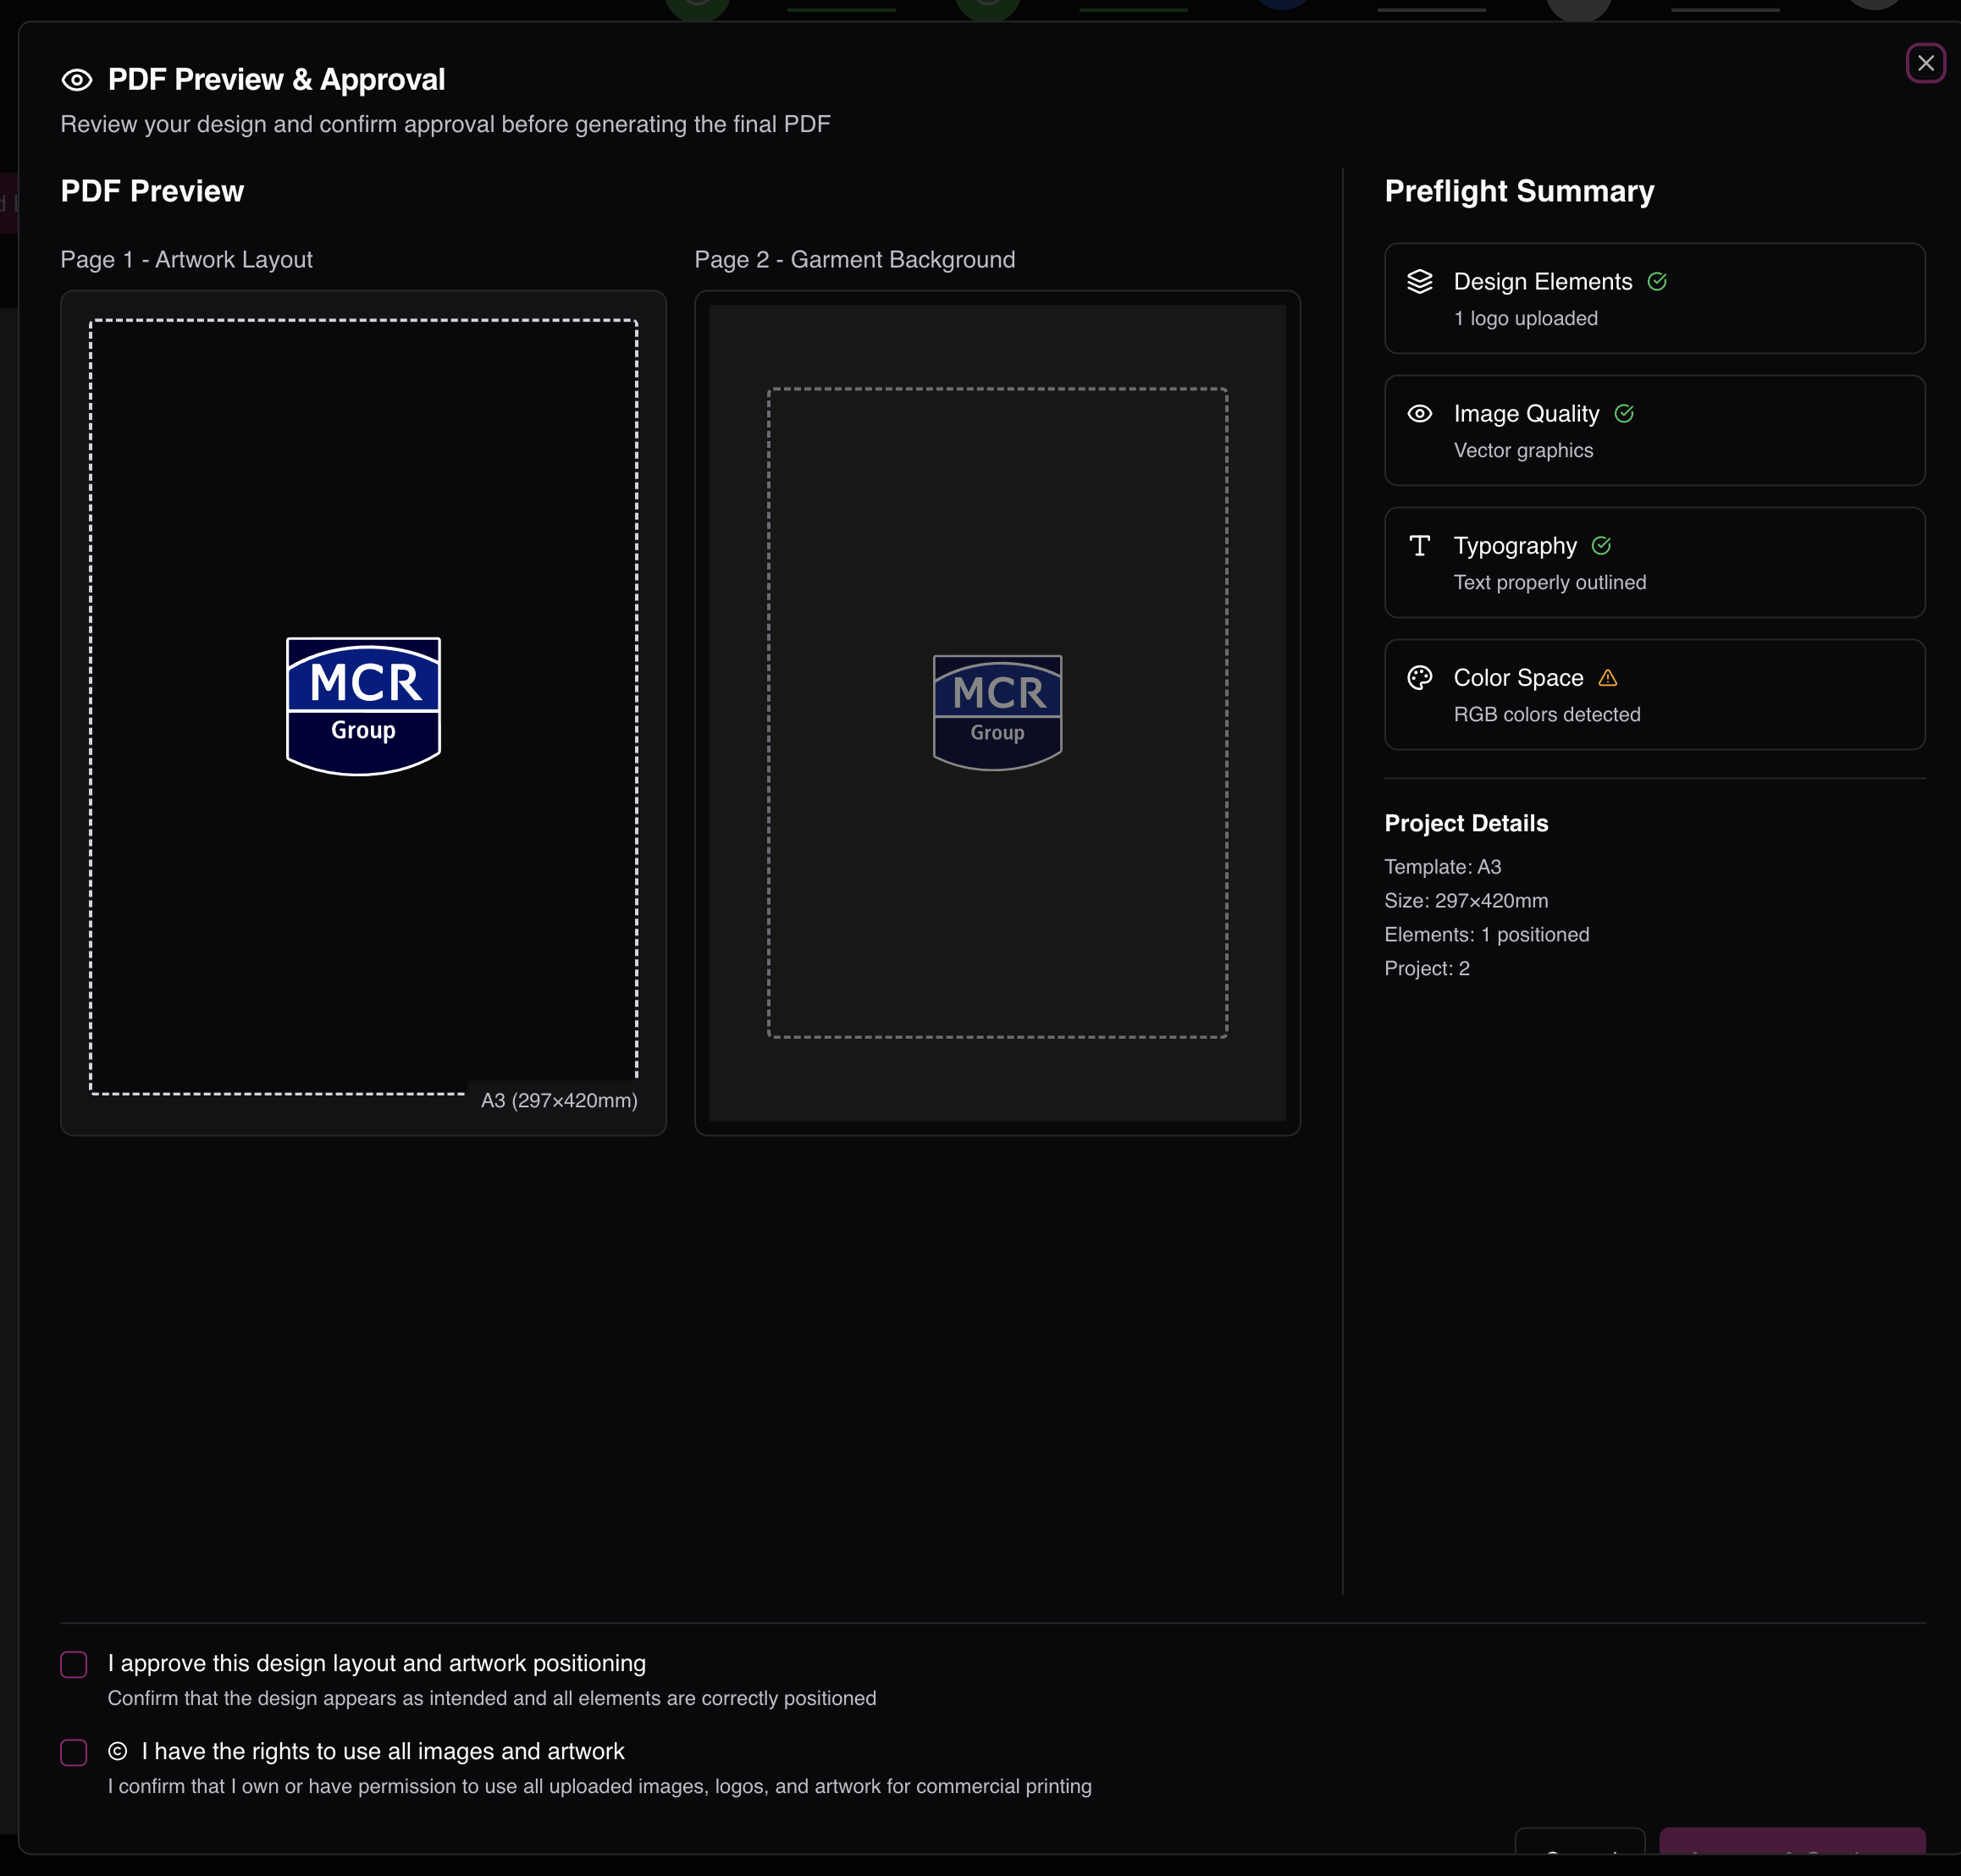 PDF Preview & Approval
Review your design and confirm approval before generating the final PDF
PDF Preview
Page 1 - Artwork Layout
MCR
Group
A3 (297×420mm)
Page 2 - Garment Background
MCR
Group
Preflight Summary
Design Elements
1 logo uploaded
Image Quality
Vector graphics
Typography
Text properly outlined
Color Space
RGB colors detected
Project Details
Template: A3
Size: 297×420mm
Elements: 1 positioned
Project: 2
I approve this design layout and artwork positioning
Confirm that the design appears as intended and all elements are correctly positioned
© I have the rights to use all images and artwork
I confirm that I own or have permission to use all uploaded images, logos, and artwork for commercial printing